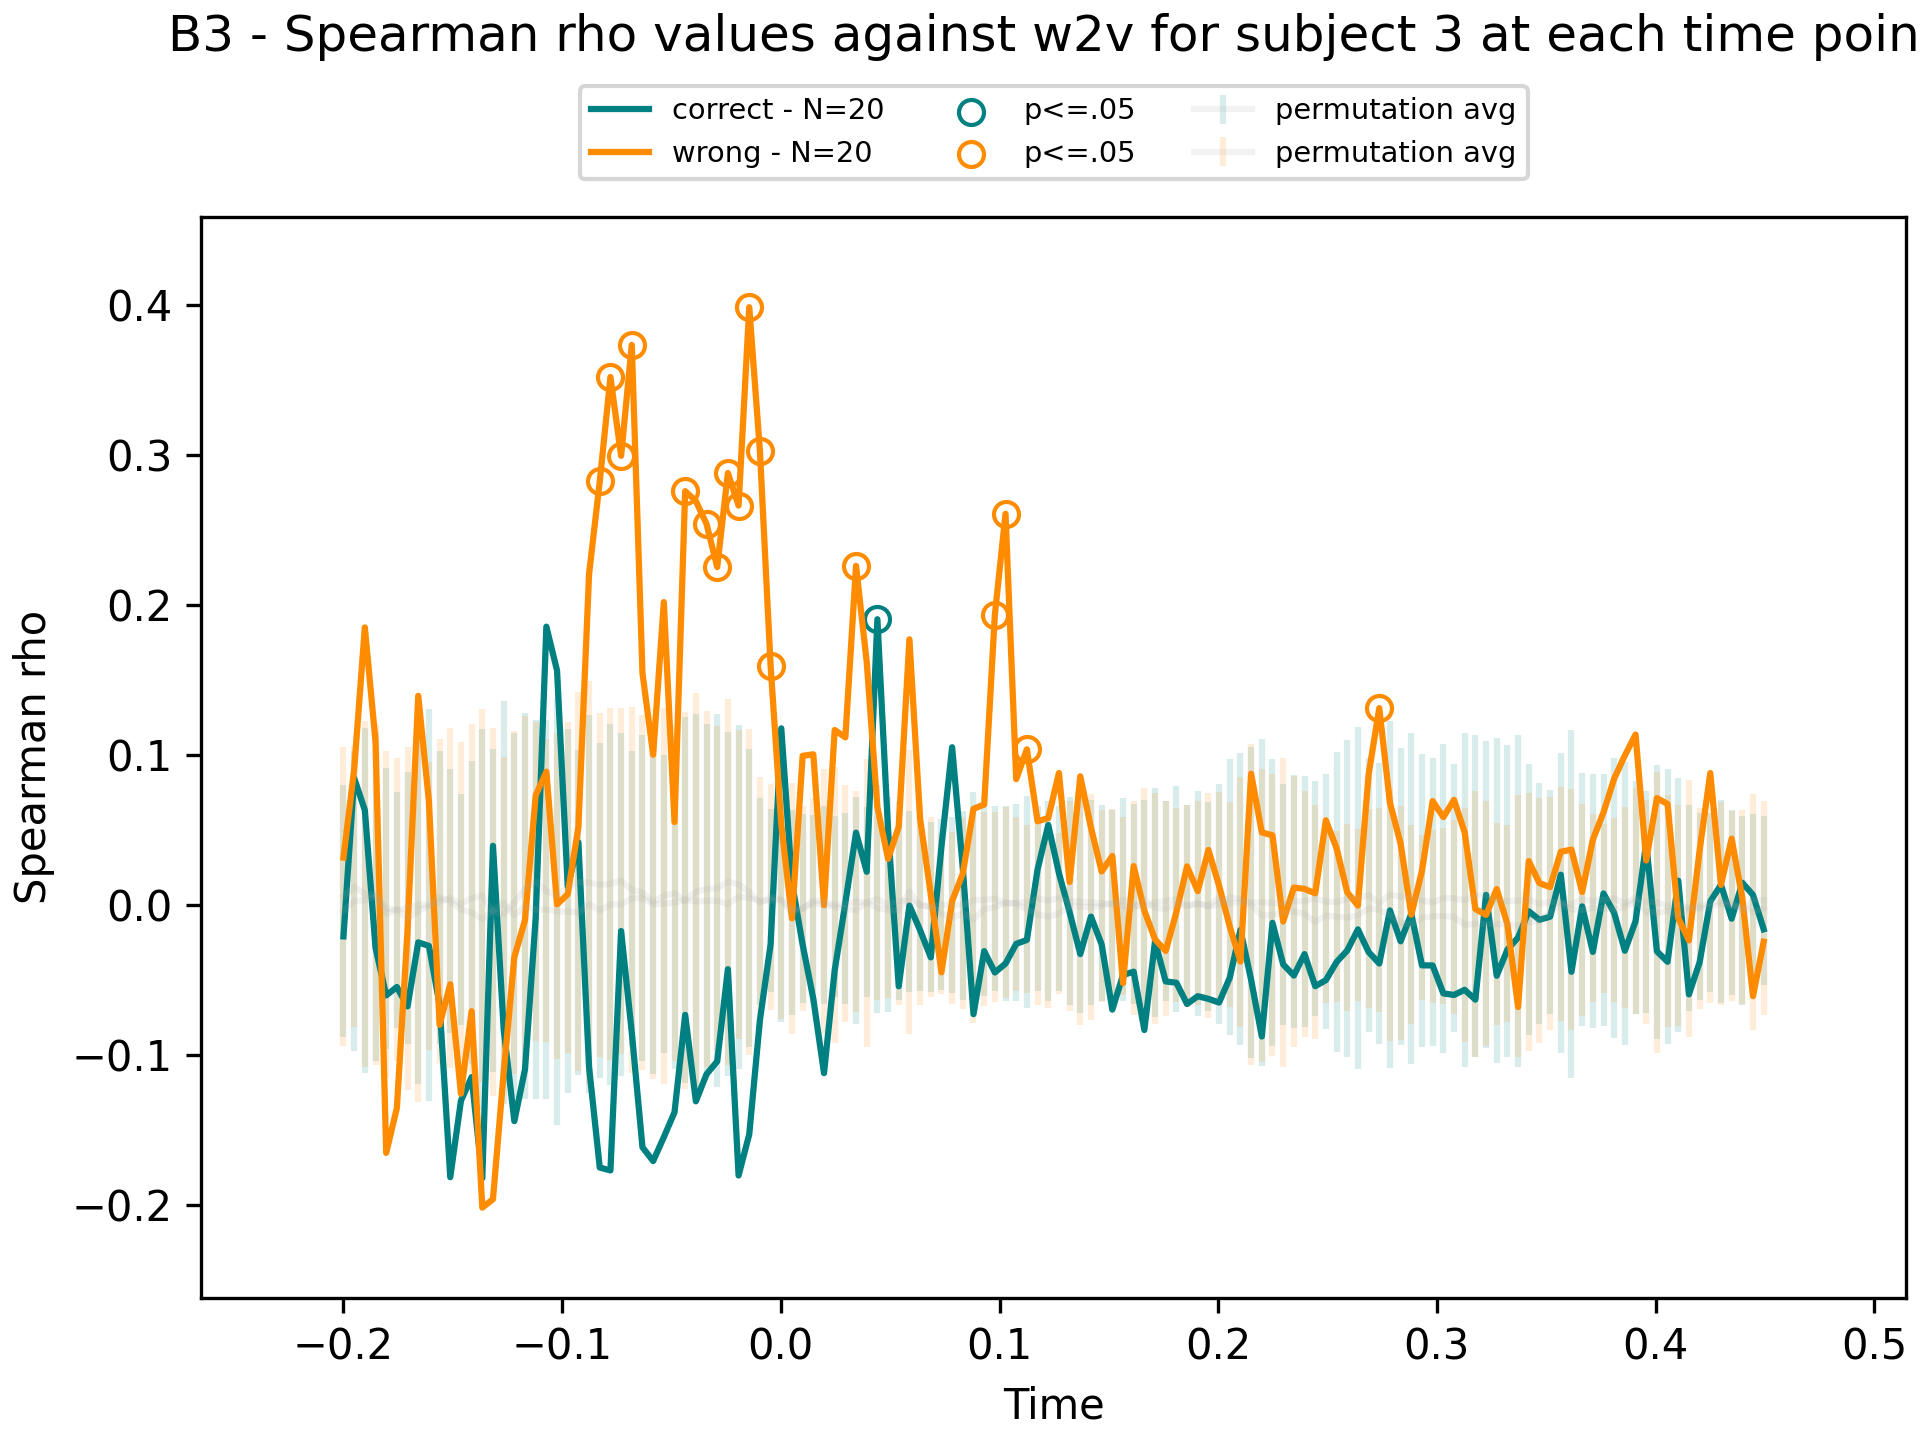 B3 - Spearman rho values against w2v for subject 3 at each time poin
correct - N=20
wrong - N=20
p<=.05
p<=.05
permutation avg
permutation avg
Spearman rho
0.4
0.3
0.2
0.1
0.0
−0.1
−0.2
−0.2
−0.1
0.0
0.1
0.2
0.3
0.4
0.5
Time